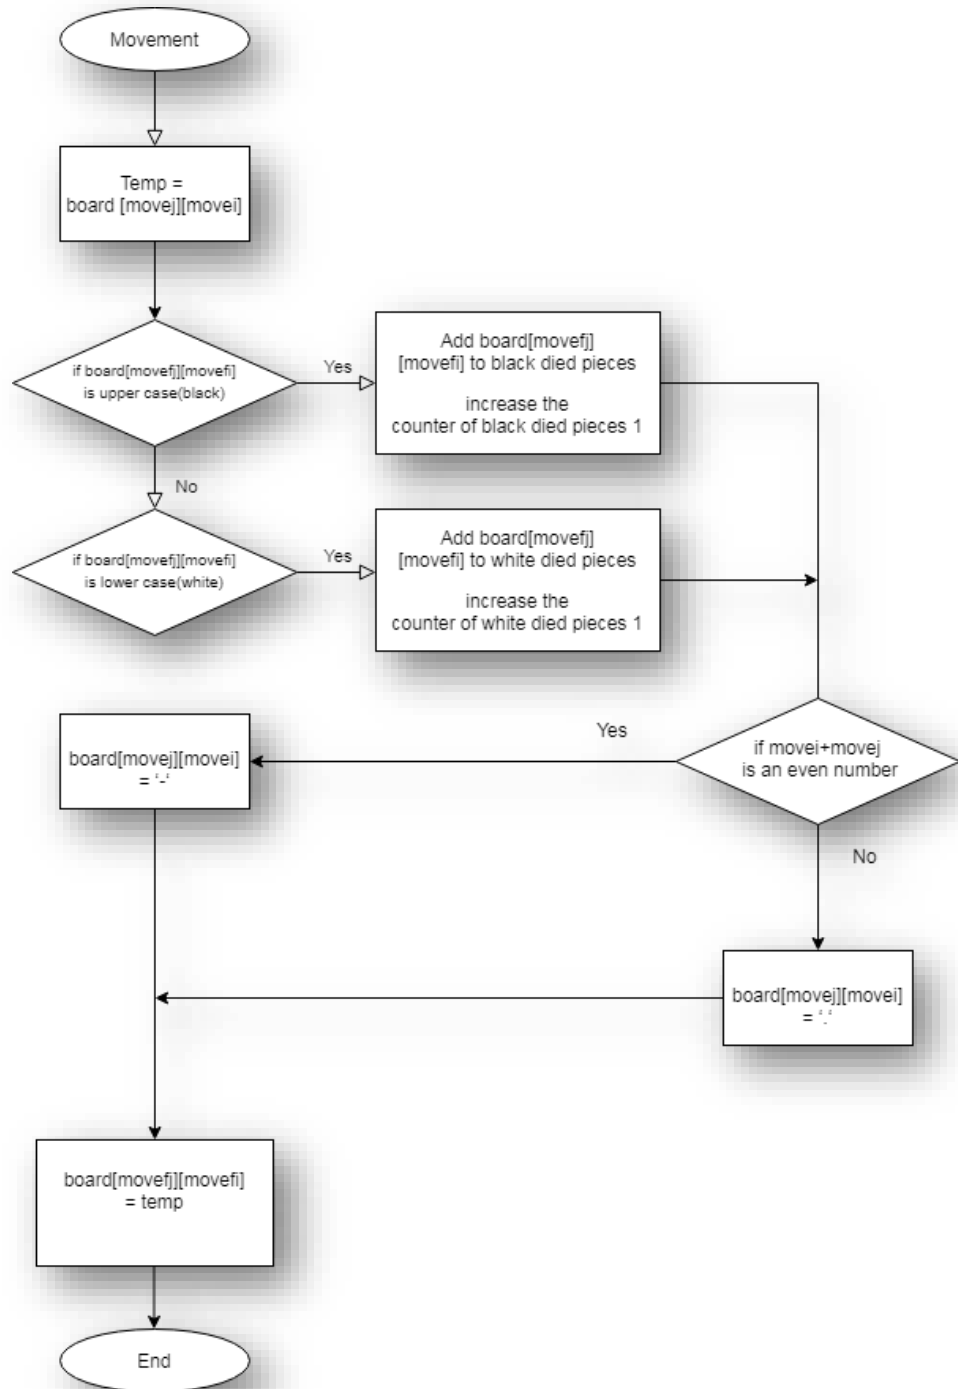 Movement
Temp =
board [movej][movei]
if board[movefj][movefi]
is upper case(black)
Yes
Add board[movefj]
[movefi] to black died pieces
increase the
counter of black died pieces 1
No
if board[movefj][movefi]
is lower case(white)
Yes
Add board[movefj]
[movefi] to white died pieces
increase the
counter of white died pieces 1
if movei+movej
is an even number
Yes
board[movej][movei]
= ‘-‘
No
board[movej][movei]
= ‘.‘
board[movefj][movefi]
= temp
End